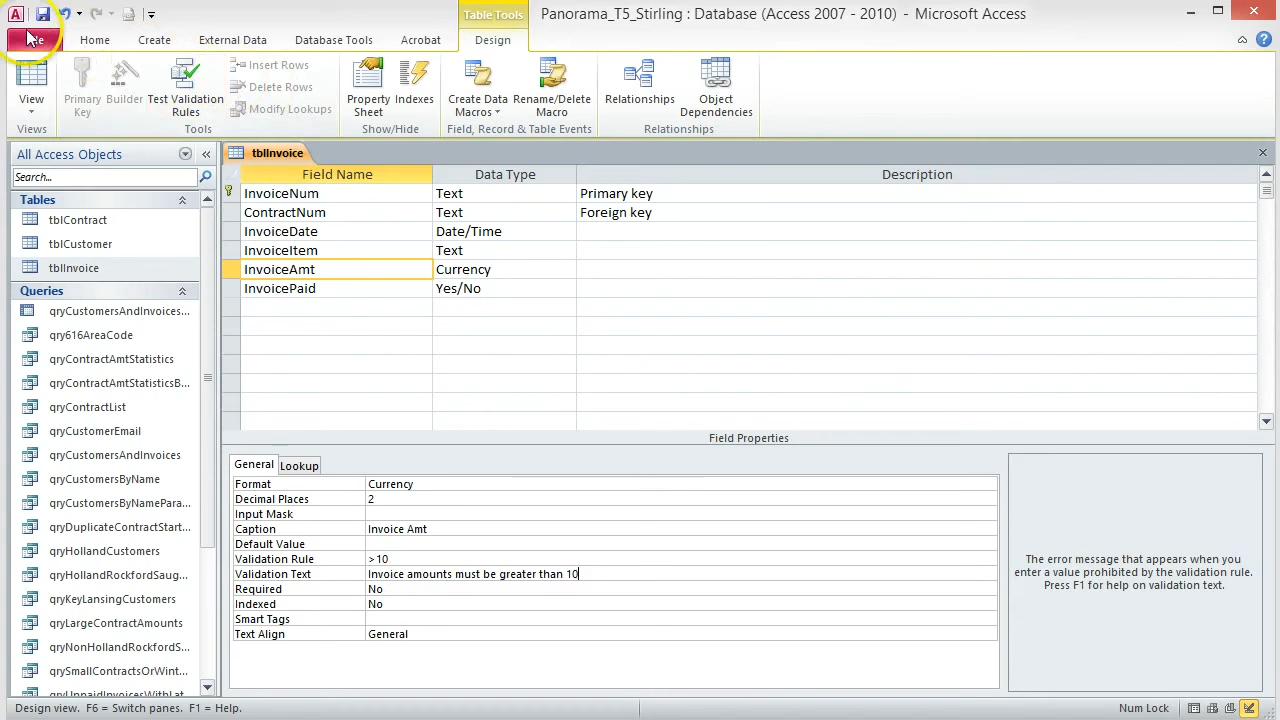 Table Tools
Panorama_T5_Stirling : Database (Access 2007 - 2010) - Microsoft Access
Home
Create
External Data
Database Tools
Acrobat
Design
View
Primary Key
Builder
Test Validation Rules
Insert Rows
Delete Rows
Modify Lookups
Property Sheet
Indexes
Create Data Macros
Rename/Delete Macro
Relationships
Object Dependencies
Views
Tools
Show/Hide
Field, Record & Table Events
Relationships
All Access Objects
Search...
Tables
tblContract
tblCustomer
tblInvoice
Queries
qryCustomersAndInvoices...
qry616AreaCode
qryContractAmtStatistics
qryContractAmtStatisticsB...
qryContractList
qryCustomerEmail
qryCustomersAndInvoices
qryCustomersByName
qryCustomersByNamePara...
qryDuplicateContractStart...
qryHollandCustomers
qryHollandRockfordSaug...
qryKeyLansingCustomers
qryLargeContractAmounts
qryNonHollandRockfordS...
qrySmallContractsOrWint...
qryUnpaidInvoicesWithLat...
tblInvoice
Field Name Data Type Description
InvoiceNum Text Primary key
ContractNum Text Foreign key
InvoiceDate Date/Time
InvoiceItem Text
InvoiceAmt Currency
InvoicePaid Yes/No
Field Properties
General Lookup
Format Currency
Decimal Places 2
Input Mask
Caption Invoice Amt
Default Value
Validation Rule >10
Validation Text Invoice amounts must be greater than 10
Required No
Indexed No
Smart Tags
Text Align General
The error message that appears when you
enter a value prohibited by the validation rule.
Press F1 for help on validation text.
Design view. F6 = Switch panes. F1 = Help.
Num Lock